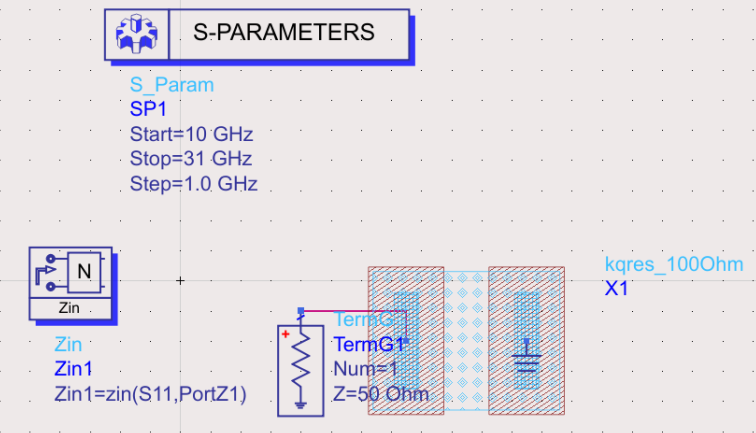 S-PARAMETERS
S_Param
SP1
Start=10 GHz
Stop=31 GHz
Step=1.0 GHz
N
Zin
Zin
Zin1
Zin1=zin(S11,PortZ1)
TermG
TermG1
Num=1
Z=50 Ohm
kqres_100Ohm
X1